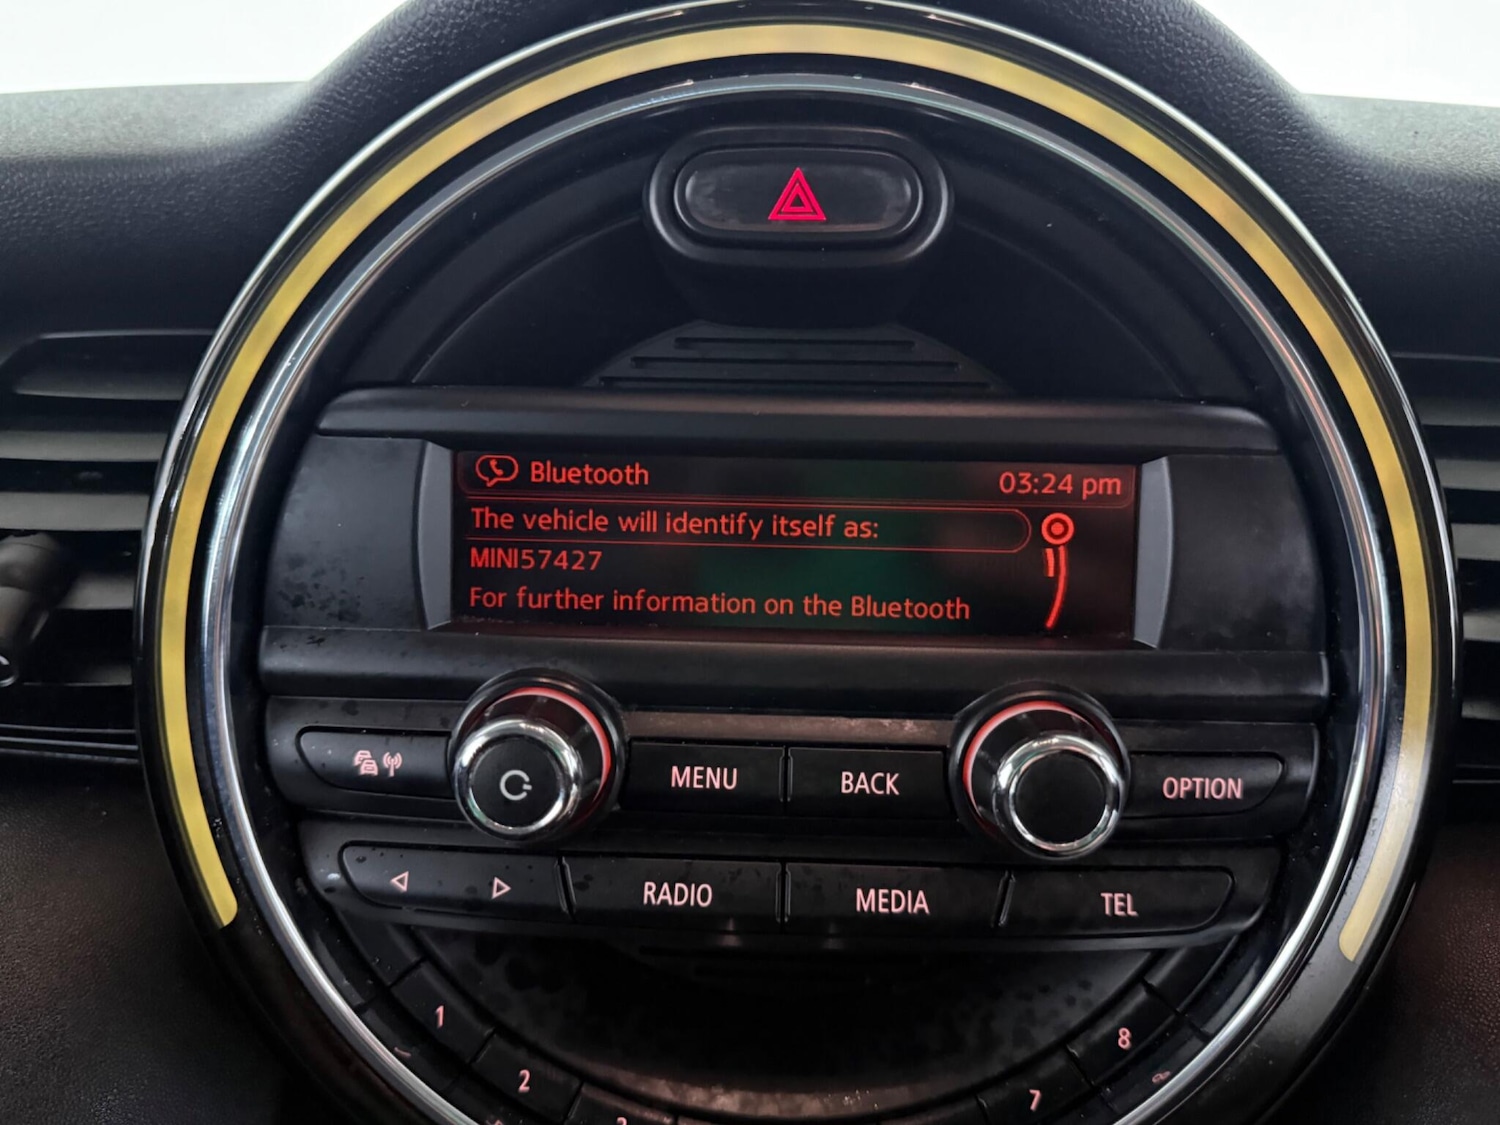 Bluetooth 03:24 pm
The vehicle will identify itself as:
MINI57427
For further information on the Bluetooth
MENU BACK OPTION
RADIO MEDIA TEL
1 8
2 7